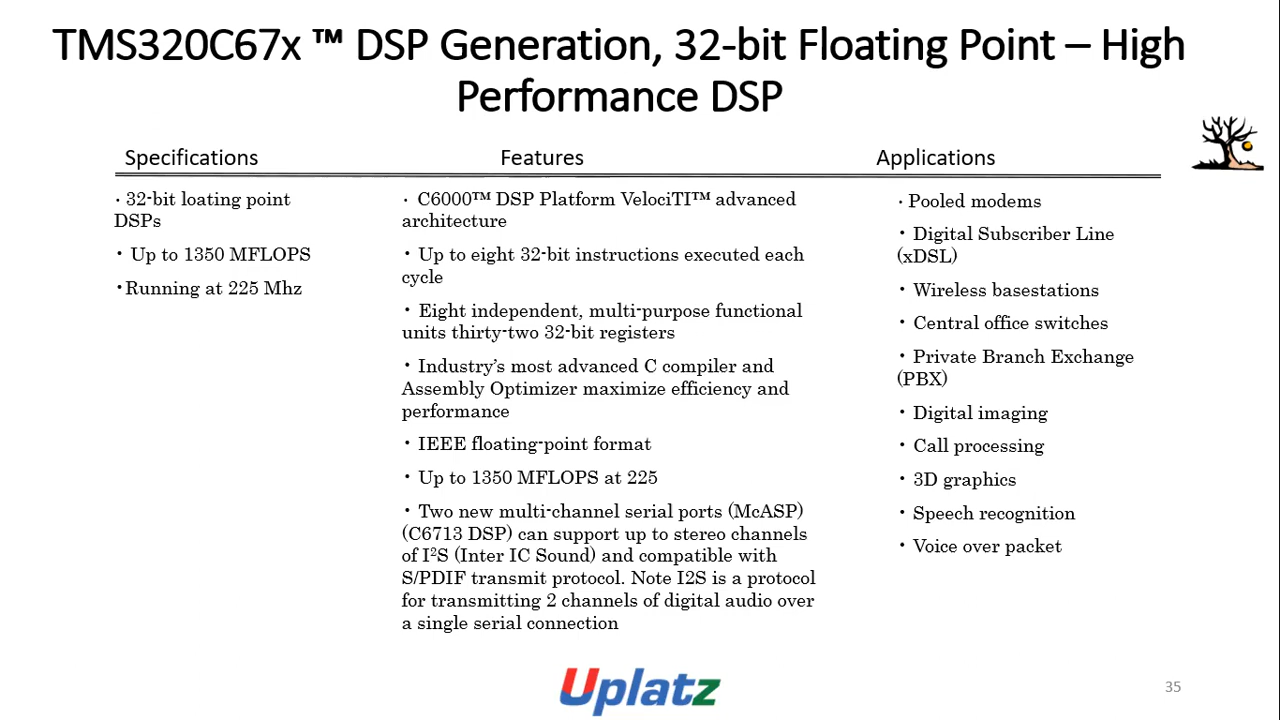 TMS320C67x ™ DSP Generation, 32-bit Floating Point – High
Performance DSP
Specifications
Features
Applications
· 32-bit loating point
DSPs
• Up to 1350 MFLOPS
•Running at 225 Mhz
· C6000™ DSP Platform VelociTI™ advanced
architecture
• Up to eight 32-bit instructions executed each
cycle
• Eight independent, multi-purpose functional
units thirty-two 32-bit registers
• Industry’s most advanced C compiler and
Assembly Optimizer maximize efficiency and
performance
• IEEE floating-point format
• Up to 1350 MFLOPS at 225
• Two new multi-channel serial ports (McASP)
(C6713 DSP) can support up to stereo channels
of I²S (Inter IC Sound) and compatible with
S/PDIF transmit protocol. Note I2S is a protocol
for transmitting 2 channels of digital audio over
a single serial connection
· Pooled modems
• Digital Subscriber Line
(xDSL)
• Wireless basestations
• Central office switches
• Private Branch Exchange
(PBX)
• Digital imaging
• Call processing
• 3D graphics
• Speech recognition
• Voice over packet
Uplatz
35